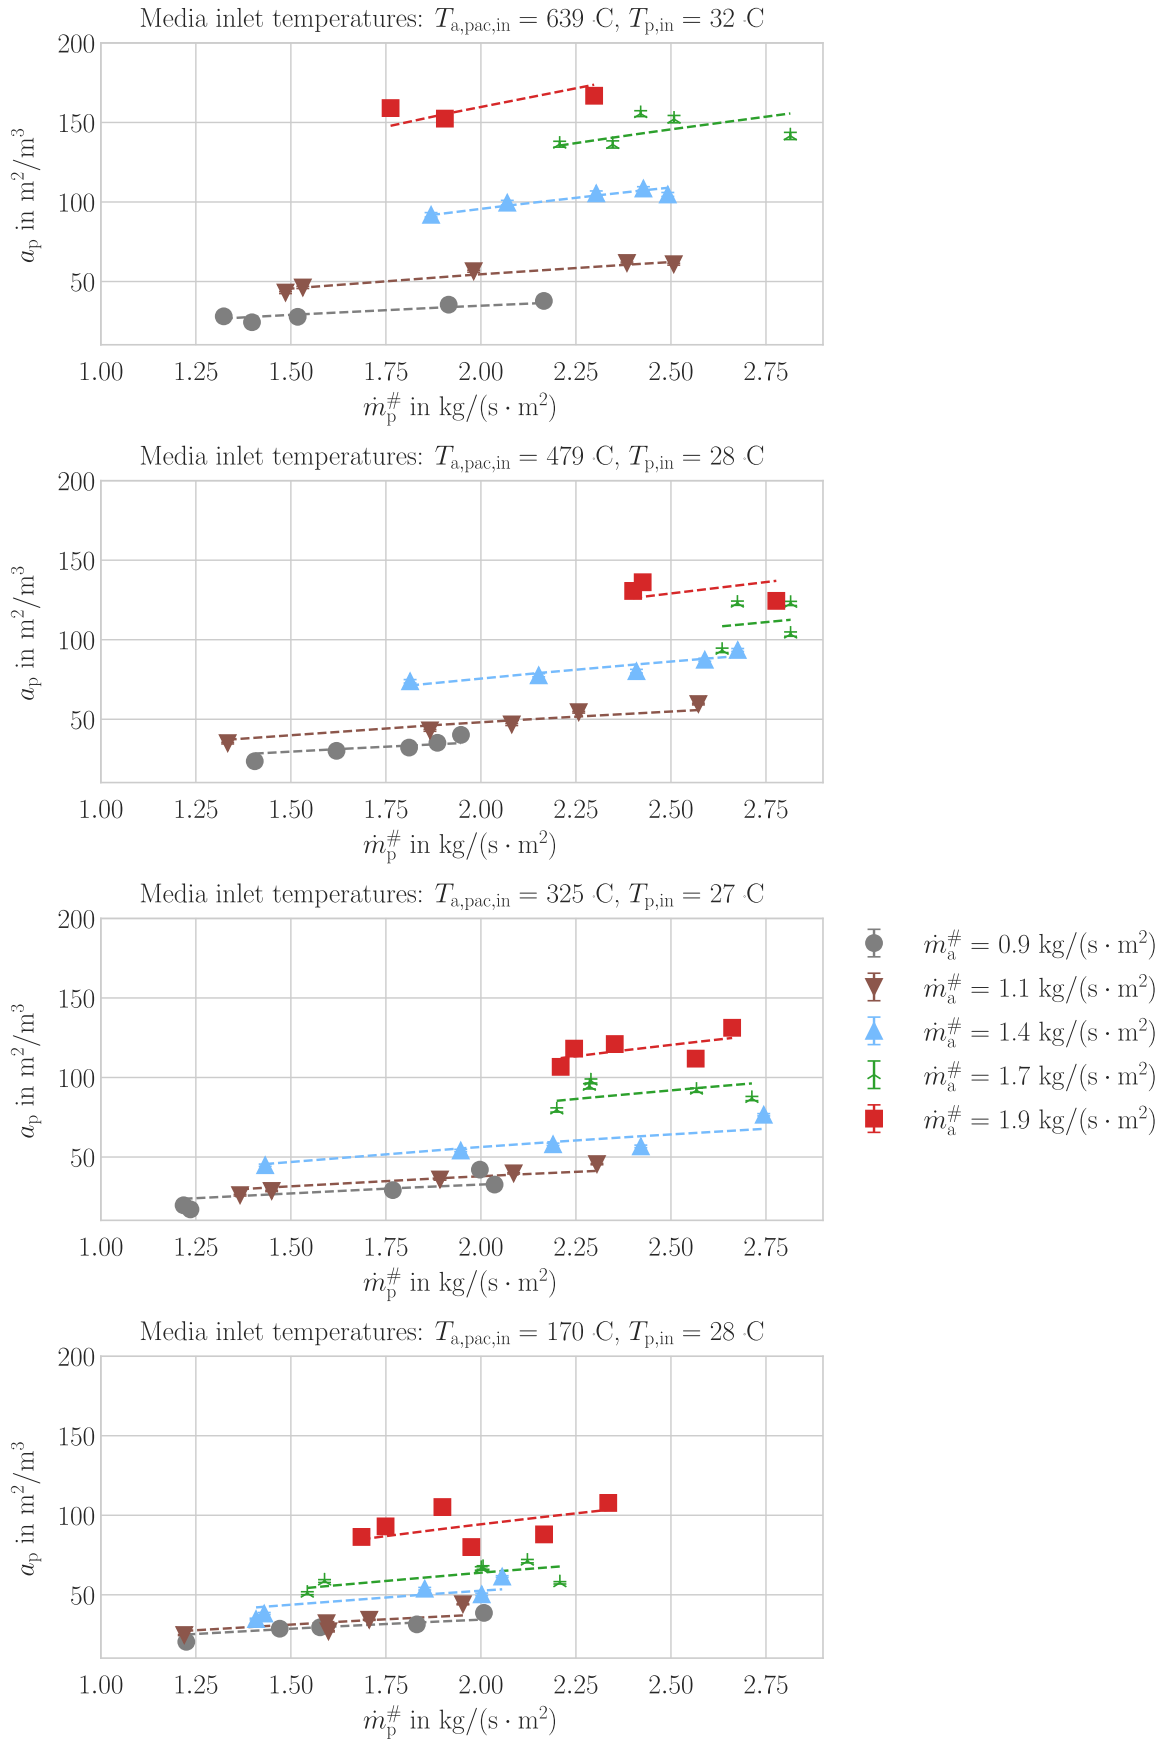 Media inlet temperatures: T_a,pac,in = 639 ·C, T_p,in = 32 ·C
200
150
100
50
a_p in m²/m³
1.00 1.25 1.50 1.75 2.00 2.25 2.50 2.75
ṁ_p^# in kg/(s · m²)
Media inlet temperatures: T_a,pac,in = 479 ·C, T_p,in = 28 ·C
200
150
100
50
a_p in m²/m³
1.00 1.25 1.50 1.75 2.00 2.25 2.50 2.75
ṁ_p^# in kg/(s · m²)
Media inlet temperatures: T_a,pac,in = 325 ·C, T_p,in = 27 ·C
200
150
100
50
a_p in m²/m³
1.00 1.25 1.50 1.75 2.00 2.25 2.50 2.75
ṁ_p^# in kg/(s · m²)
ṁ_a^# = 0.9 kg/(s · m²)
ṁ_a^# = 1.1 kg/(s · m²)
ṁ_a^# = 1.4 kg/(s · m²)
ṁ_a^# = 1.7 kg/(s · m²)
ṁ_a^# = 1.9 kg/(s · m²)
Media inlet temperatures: T_a,pac,in = 170 ·C, T_p,in = 28 ·C
200
150
100
50
a_p in m²/m³
1.00 1.25 1.50 1.75 2.00 2.25 2.50 2.75
ṁ_p^# in kg/(s · m²)